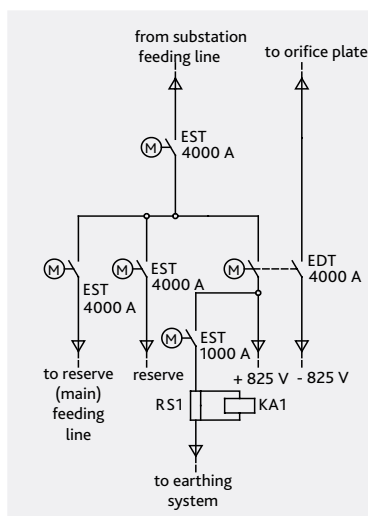 from substation
feeding line
to orifice plate
M
EST
4000 A
M
EST
4000 A
M
EST
4000 A
M
EDT
4000 A
M
EST
1000 A
to reserve
(main)
feeding
line
reserve
+ 825 V
- 825 V
RS1
KA1
to earthing
system